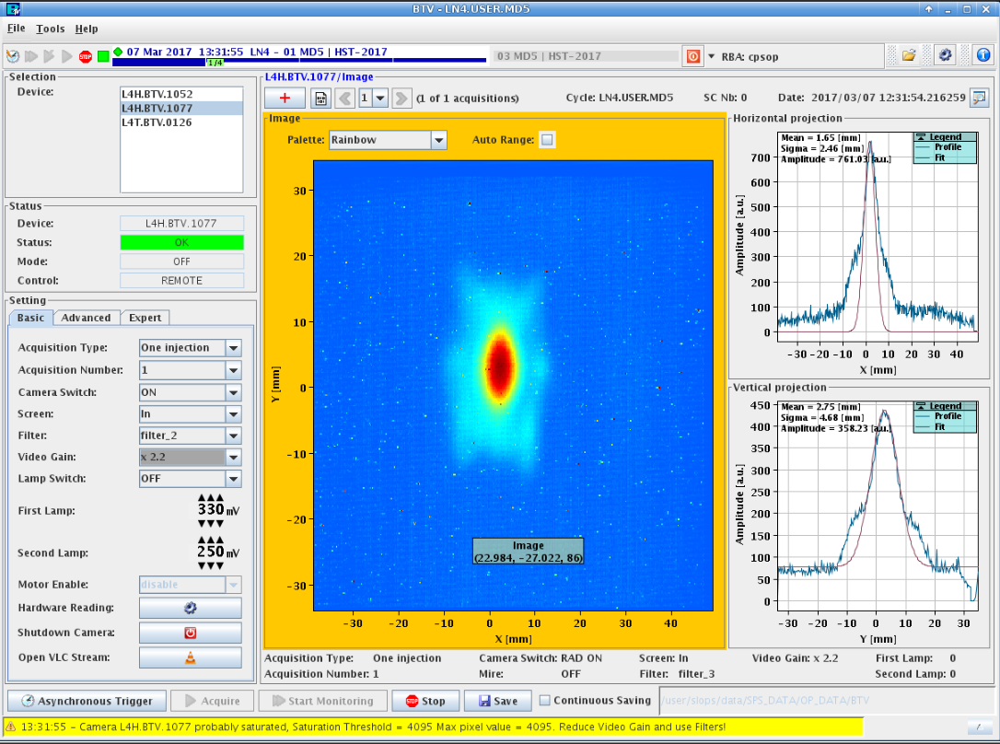 BTV - LN4.USER.MD5
File Tools Help
07 Mar 2017 13:31:55 LN4 - 01 MD5 | HST-2017
1/4
03 MD5 | HST-2017
RBA: cpsop
Selection
Device:
L4H.BTV.1052
L4H.BTV.1077
L4T.BTV.0126
Status
Device: L4H.BTV.1077
Status: OK
Mode: OFF
Control: REMOTE
Setting
Basic Advanced Expert
Acquisition Type: One injection
Acquisition Number: 1
Camera Switch: ON
Screen: In
Filter: filter_2
Video Gain: x 2.2
Lamp Switch: OFF
First Lamp: 330 mV
Second Lamp: 250 mV
Motor Enable: disable
Hardware Reading:
Shutdown Camera:
Open VLC Stream:
L4H.BTV.1077/Image
+ 1 (1 of 1 acquisitions) Cycle: LN4.USER.MD5 SC Nb: 0 Date: 2017/03/07 12:31:54.216259
Image
Palette: Rainbow Auto Range:
30
20
10
0
-10
-20
-30
Y [mm]
Image
(22.984, -27.022, 86)
-30 -20 -10 0 10 20 30 40
X [mm]
Horizontal projection
Mean = 1.65 [mm]
Sigma = 2.46 [mm]
Amplitude = 761.03 [a.u.]
Legend
Profile
Fit
700
600
500
400
300
200
100
0
Amplitude [a.u.]
-30 -20 -10 0 10 20 30 40
X [mm]
Vertical projection
Mean = 2.75 [mm]
Sigma = 4.68 [mm]
Amplitude = 358.23 [a.u.]
Legend
Profile
Fit
450
400
350
300
250
200
150
100
50
0
Amplitude [a.u.]
-30 -20 -10 0 10 20 30
Y [mm]
Acquisition Type: One injection Camera Switch: RAD ON Screen: In Video Gain: x 2.2 First Lamp: 0
Acquisition Number: 1 Mire: OFF Filter: filter_3 Second Lamp: 0
Asynchronous Trigger Acquire Start Monitoring STOP Stop Save Continuous Saving /user/slops/data/SPS_DATA/OP_DATA/BTV
13:31:55 - Camera L4H.BTV.1077 probably saturated, Saturation Threshold = 4095 Max pixel value = 4095. Reduce Video Gain and use Filters!